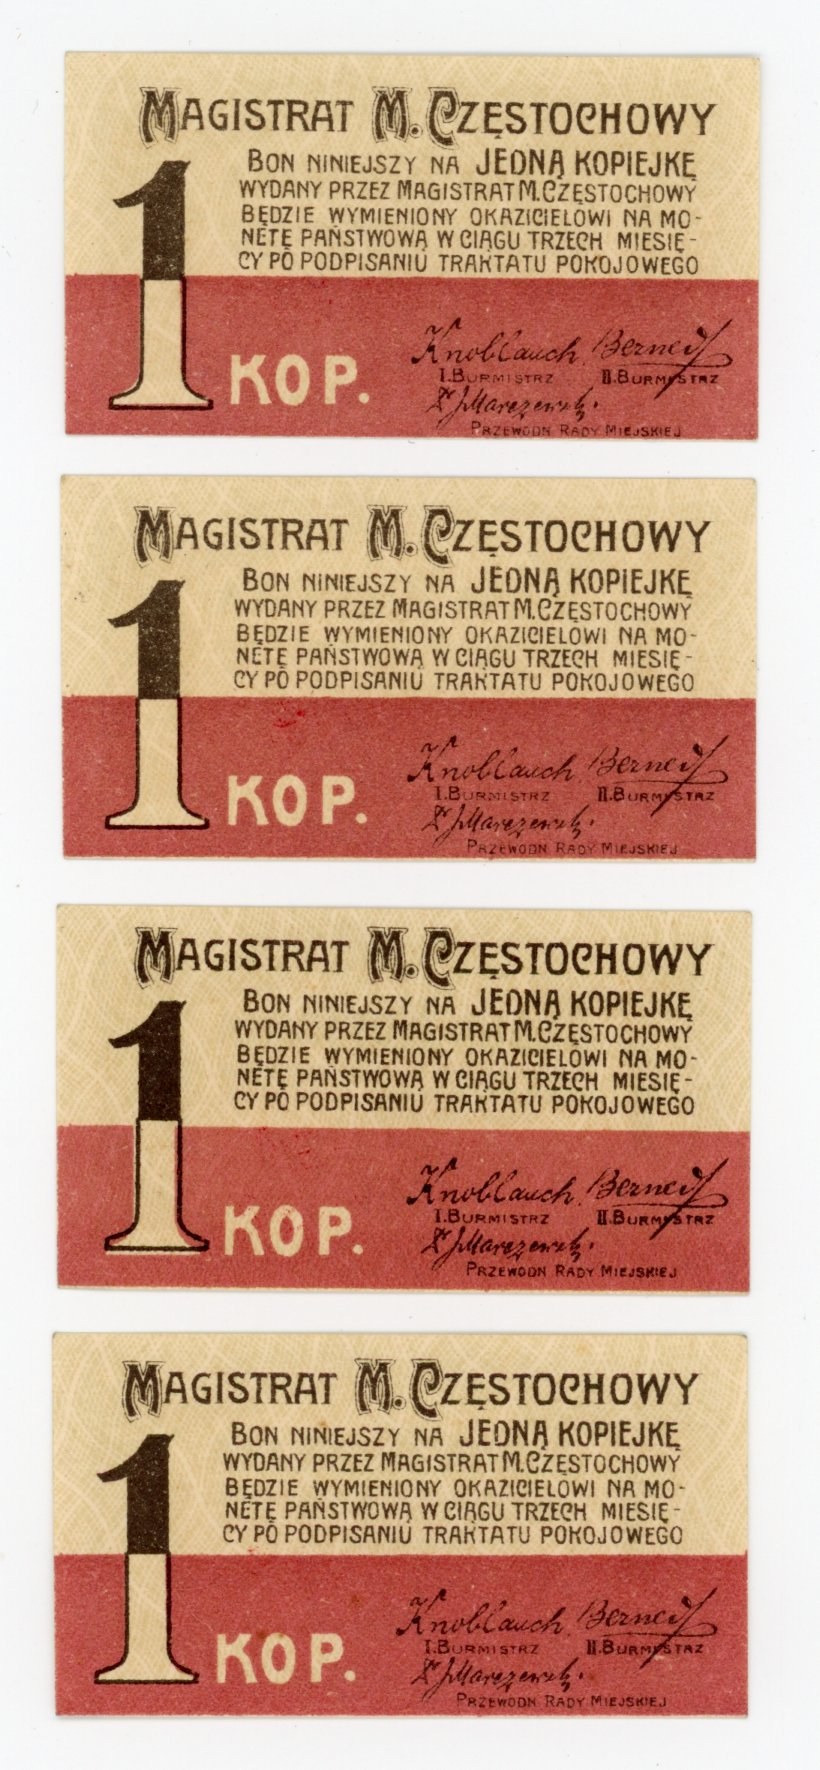 MAGISTRAT M. CZĘSTOCHOWY
BON NINIEJSZY NA JEDNĄ KOPIEJKĘ
WYDANY PRZEZ MAGISTRAT M. CZĘSTOCHOWY
BĘDZIE WYMIENIONY OKAZICIELOWI NA MO-
NETĘ PAŃSTWOWĄ W CIĄGU TRZECH MIESIĘ-
CY PO PODPISANIU TRAKTATU POKOJOWEGO
1 KOP.
Knoblauch
I. BURMISTRZ II. BURMISTRZ
PRZEWODN RADY MIEJSKIEJ
MAGISTRAT M. CZĘSTOCHOWY
BON NINIEJSZY NA JEDNĄ KOPIEJKĘ
WYDANY PRZEZ MAGISTRAT M. CZĘSTOCHOWY
BĘDZIE WYMIENIONY OKAZICIELOWI NA MO-
NETĘ PAŃSTWOWĄ W CIĄGU TRZECH MIESIĘ-
CY PO PODPISANIU TRAKTATU POKOJOWEGO
1 KOP.
Knoblauch
I. BURMISTRZ II. BURMISTRZ
PRZEWODN RADY MIEJSKIEJ
MAGISTRAT M. CZĘSTOCHOWY
BON NINIEJSZY NA JEDNĄ KOPIEJKĘ
WYDANY PRZEZ MAGISTRAT M. CZĘSTOCHOWY
BĘDZIE WYMIENIONY OKAZICIELOWI NA MO-
NETĘ PAŃSTWOWĄ W CIĄGU TRZECH MIESIĘ-
CY PO PODPISANIU TRAKTATU POKOJOWEGO
1 KOP.
Knoblauch
I. BURMISTRZ II. BURMISTRZ
PRZEWODN RADY MIEJSKIEJ
MAGISTRAT M. CZĘSTOCHOWY
BON NINIEJSZY NA JEDNĄ KOPIEJKĘ
WYDANY PRZEZ MAGISTRAT M. CZĘSTOCHOWY
BĘDZIE WYMIENIONY OKAZICIELOWI NA MO-
NETĘ PAŃSTWOWĄ W CIĄGU TRZECH MIESIĘ-
CY PO PODPISANIU TRAKTATU POKOJOWEGO
1 KOP.
Knoblauch
I. BURMISTRZ II. BURMISTRZ
PRZEWODN RADY MIEJSKIEJ